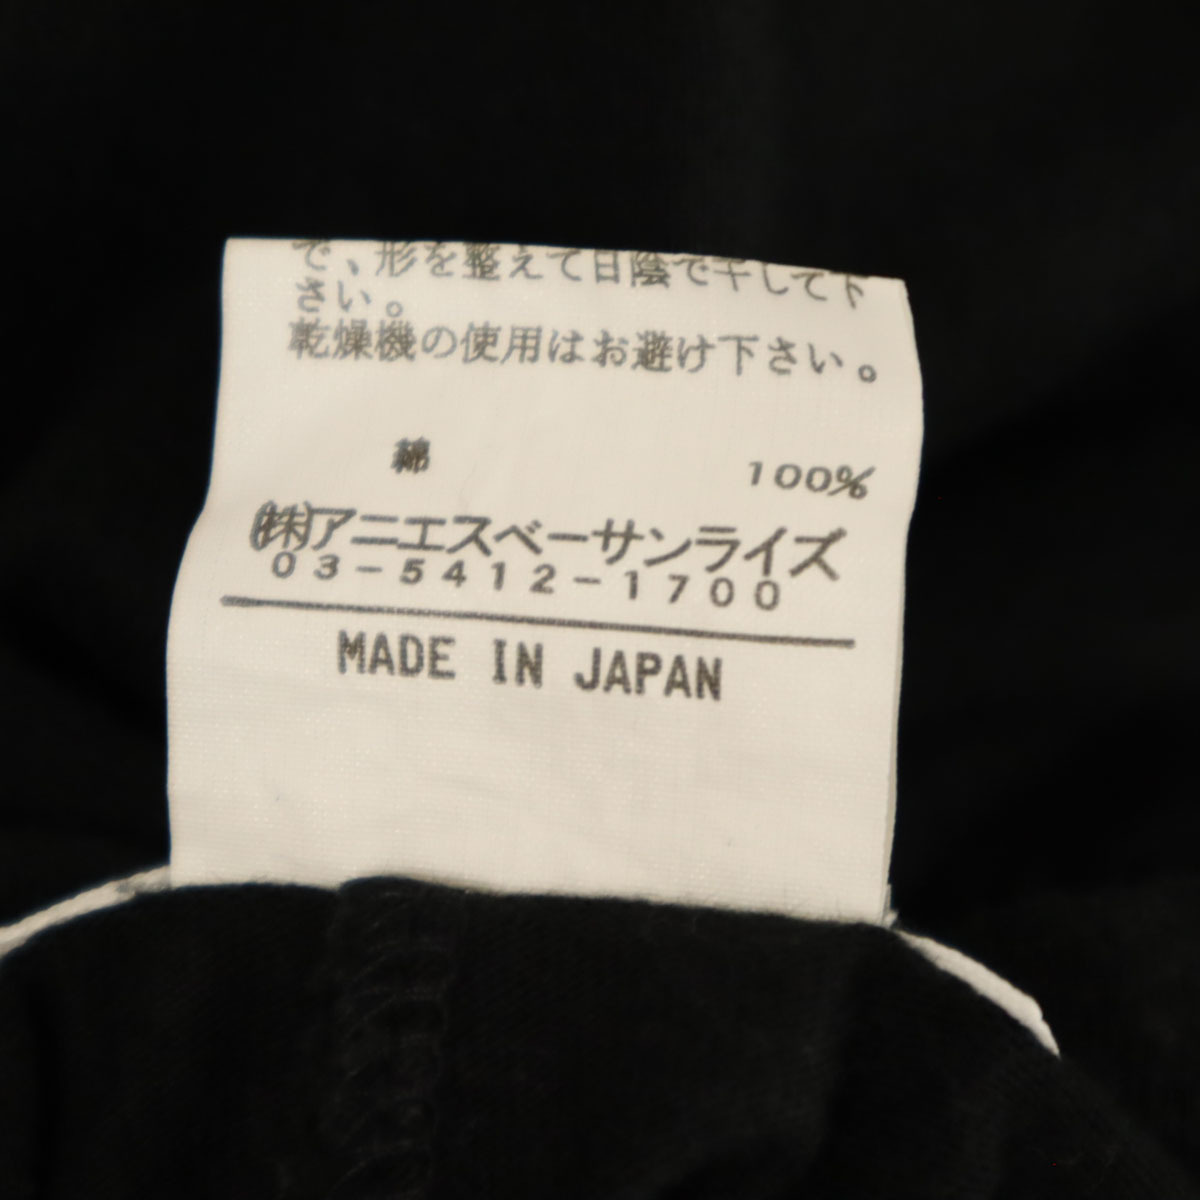 で、形を整えて日陰で干して下
さい。
乾燥機の使用はお避け下さい。
綿 100%
㈱アニエスベーサンライズ
03-5412-1700
MADE IN JAPAN